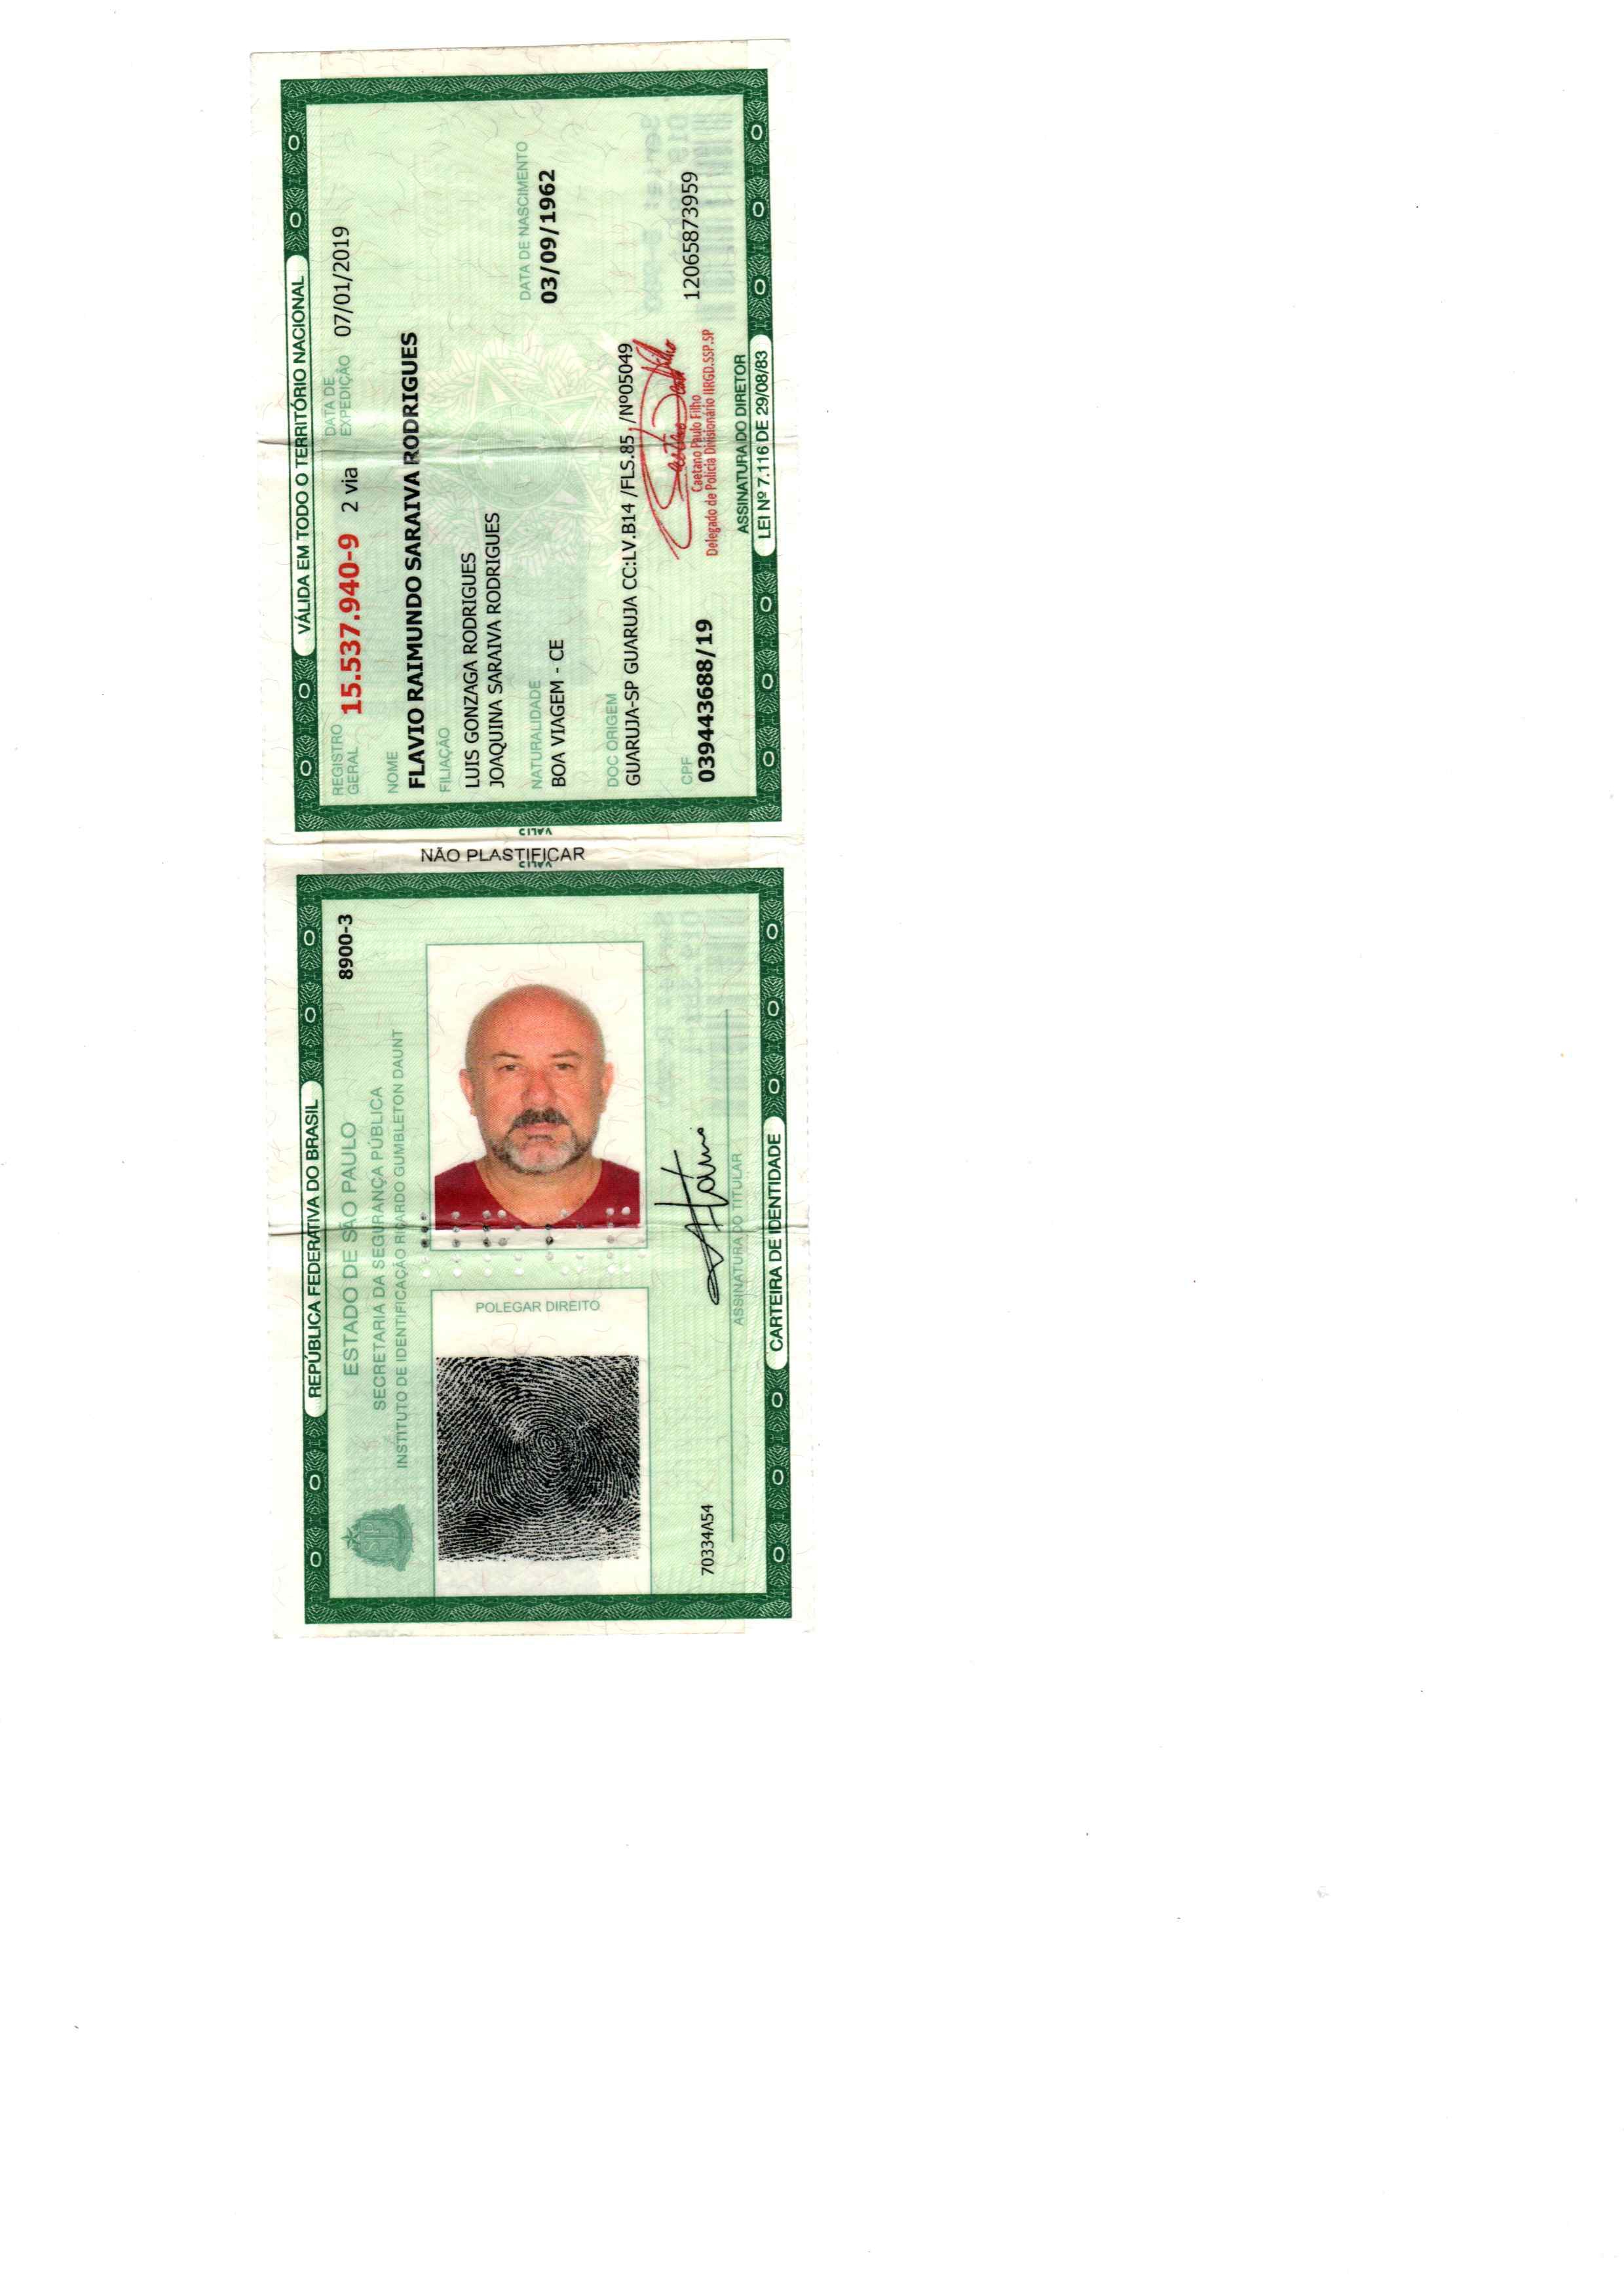 REPÚBLICA FEDERATIVA DO BRASIL
ESTADO DE SÃO PAULO
8900-3
SECRETARIA DA SEGURANÇA PÚBLICA
INSTITUTO DE IDENTIFICAÇÃO RICARDO GUMBLETON DAUNT
POLEGAR DIREITO
70334A54
ASSINATURA DO TITULAR
CARTEIRA DE IDENTIDADE
NÃO PLASTIFICAR
VÁLIDA EM TODO O TERRITÓRIO NACIONAL
REGISTRO GERAL 15.537.940-9 2 via DATA DE EXPEDIÇÃO 07/01/2019
NOME
FLAVIO RAIMUNDO SARAIVA RODRIGUES
FILIAÇÃO
LUIS GONZAGA RODRIGUES
JOAQUINA SARAIVA RODRIGUES
NATURALIDADE
BOA VIAGEM - CE
DATA DE NASCIMENTO
03/09/1962
DOC ORIGEM
GUARUJA-SP GUARUJA CC:LV.B14 /FLS.85 /Nº05049
CPF
039443688/19
Caetano Paulo Filho
Delegado de Polícia Divisionário IIRGD.SSP.SP
12065873959
ASSINATURA DO DIRETOR
LEI Nº 7.116 DE 29/08/83